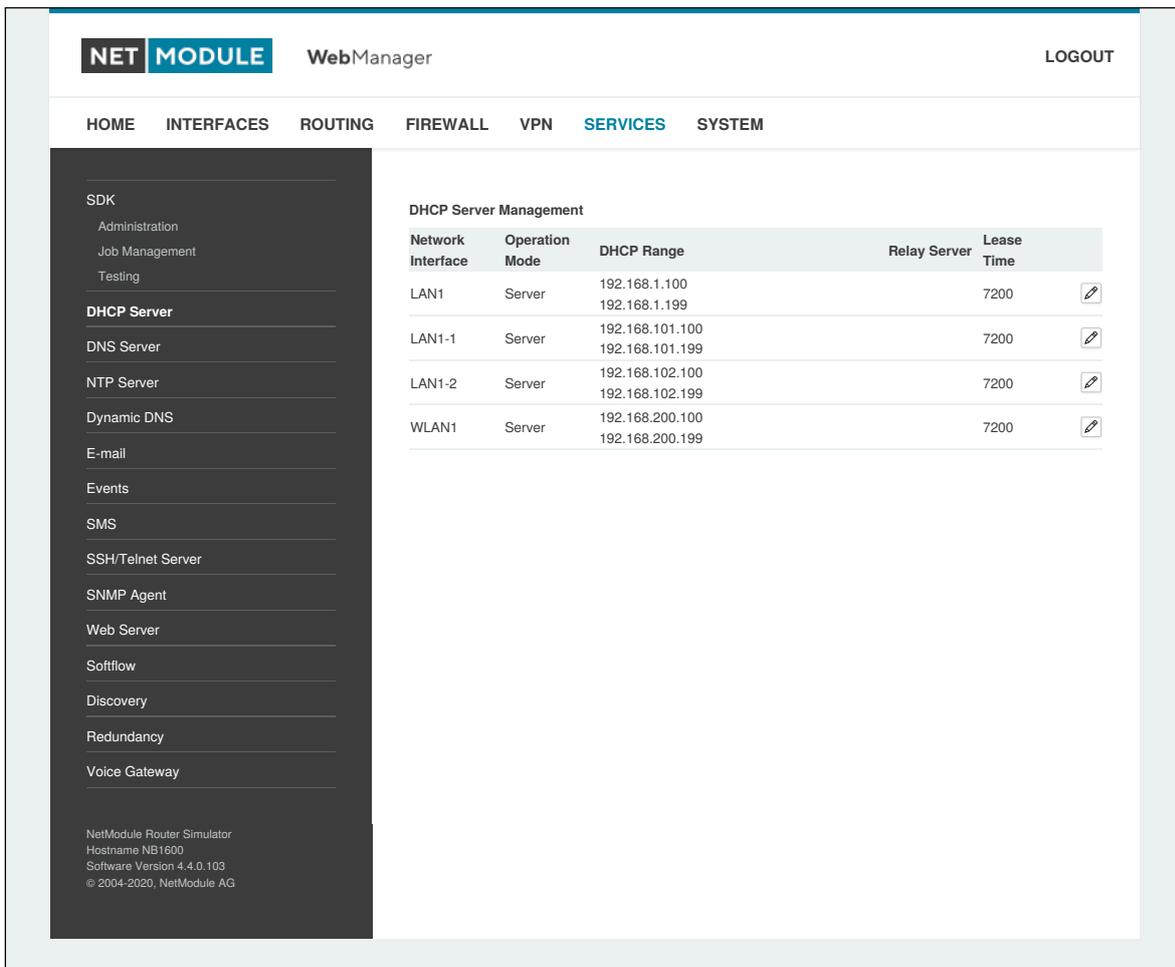 NET MODULE WebManager LOGOUT
HOME INTERFACES ROUTING FIREWALL VPN SERVICES SYSTEM
SDK
Administration
Job Management
Testing
DHCP Server
DNS Server
NTP Server
Dynamic DNS
E-mail
Events
SMS
SSH/Telnet Server
SNMP Agent
Web Server
Softflow
Discovery
Redundancy
Voice Gateway
NetModule Router Simulator
Hostname NB1600
Software Version 4.4.0.103
© 2004-2020, NetModule AG
DHCP Server Management
Network Interface Operation Mode DHCP Range Relay Server Lease Time
LAN1 Server 192.168.1.100 7200
192.168.1.199
LAN1-1 Server 192.168.101.100 7200
192.168.101.199
LAN1-2 Server 192.168.102.100 7200
192.168.102.199
WLAN1 Server 192.168.200.100 7200
192.168.200.199